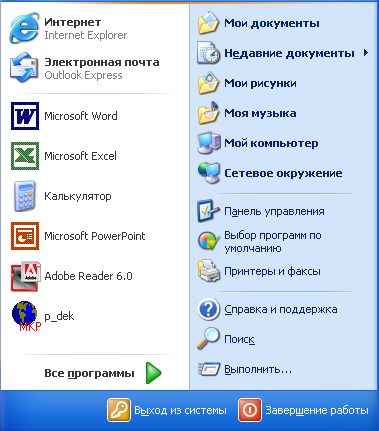 Интернет
Internet Explorer
Электронная почта
Outlook Express
Microsoft Word
Microsoft Excel
Калькулятор
Microsoft PowerPoint
Adobe Reader 6.0
p_dek
МКР
Все программы
Мои документы
Недавние документы
Мои рисунки
Моя музыка
Мой компьютер
Сетевое окружение
Панель управления
Выбор программ по
умолчанию
Принтеры и факсы
Справка и поддержка
Поиск
Выполнить...
Выход из системы
Завершение работы